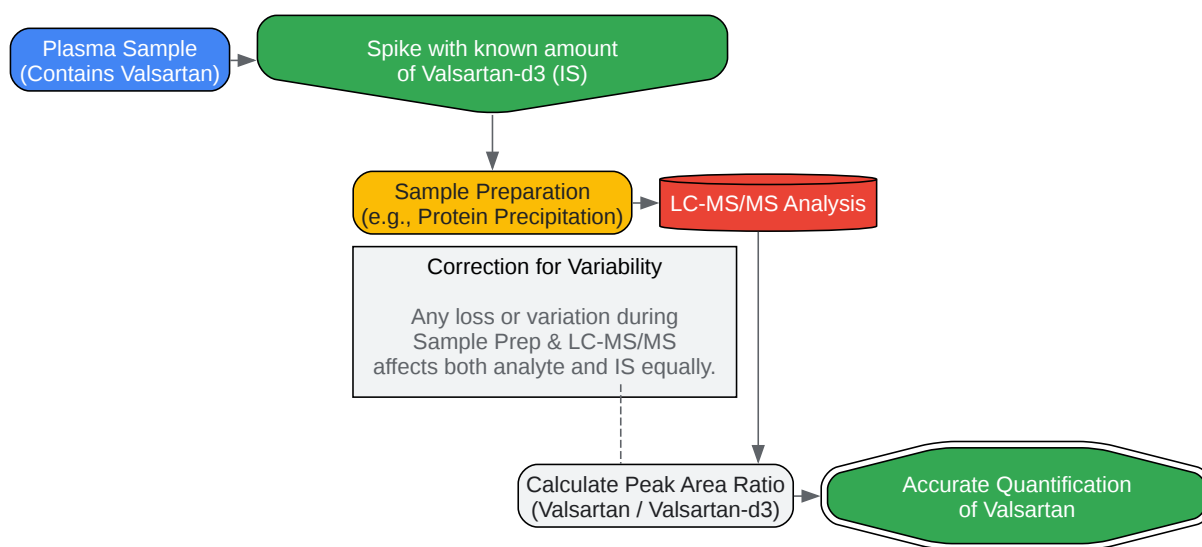 Plasma Sample
(Contains Valsartan)
Spike with known amount
of Valsartan-d3 (IS)
Sample Preparation
(e.g., Protein Precipitation)
LC-MS/MS Analysis
Correction for Variability
Any loss or variation during
Sample Prep & LC-MS/MS
affects both analyte and IS equally.
Calculate Peak Area Ratio
(Valsartan / Valsartan-d3)
Accurate Quantification
of Valsartan